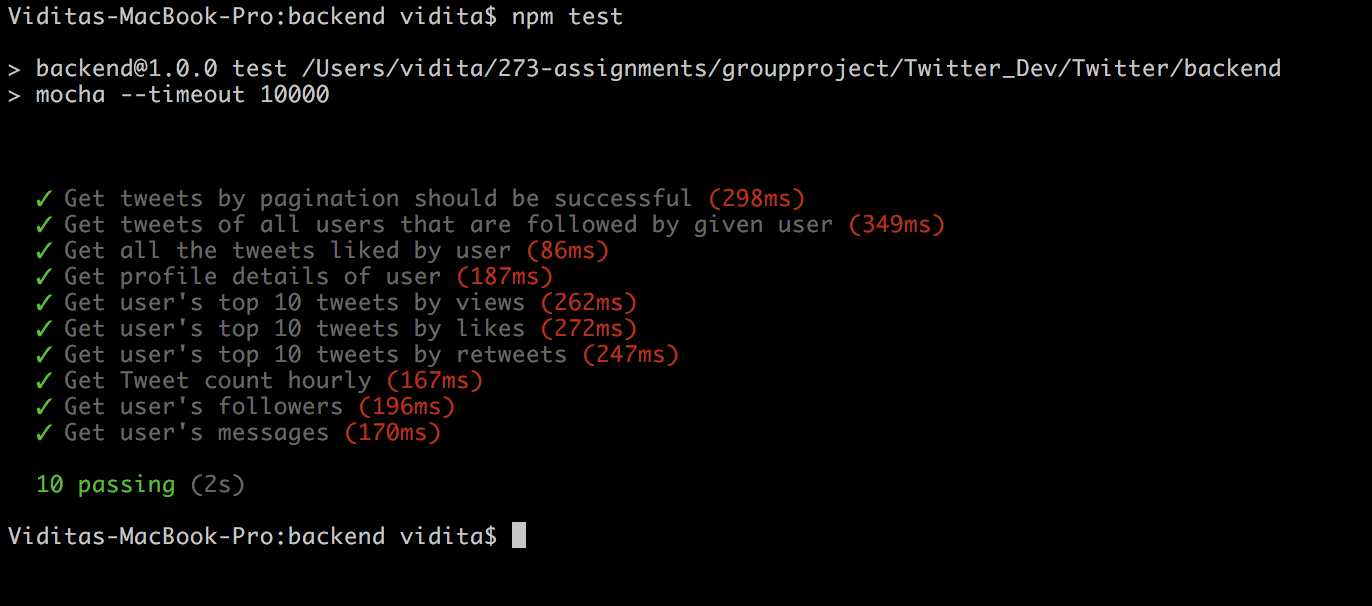 Viditas-MacBook-Pro:backend vidita$ npm test
> backend@1.0.0 test /Users/vidita/273-assignments/groupproject/Twitter_Dev/Twitter/backend
> mocha --timeout 10000
✓ Get tweets by pagination should be successful (298ms)
✓ Get tweets of all users that are followed by given user (349ms)
✓ Get all the tweets liked by user (86ms)
✓ Get profile details of user (187ms)
✓ Get user's top 10 tweets by views (262ms)
✓ Get user's top 10 tweets by likes (272ms)
✓ Get user's top 10 tweets by retweets (247ms)
✓ Get Tweet count hourly (167ms)
✓ Get user's followers (196ms)
✓ Get user's messages (170ms)
10 passing (2s)
Viditas-MacBook-Pro:backend vidita$